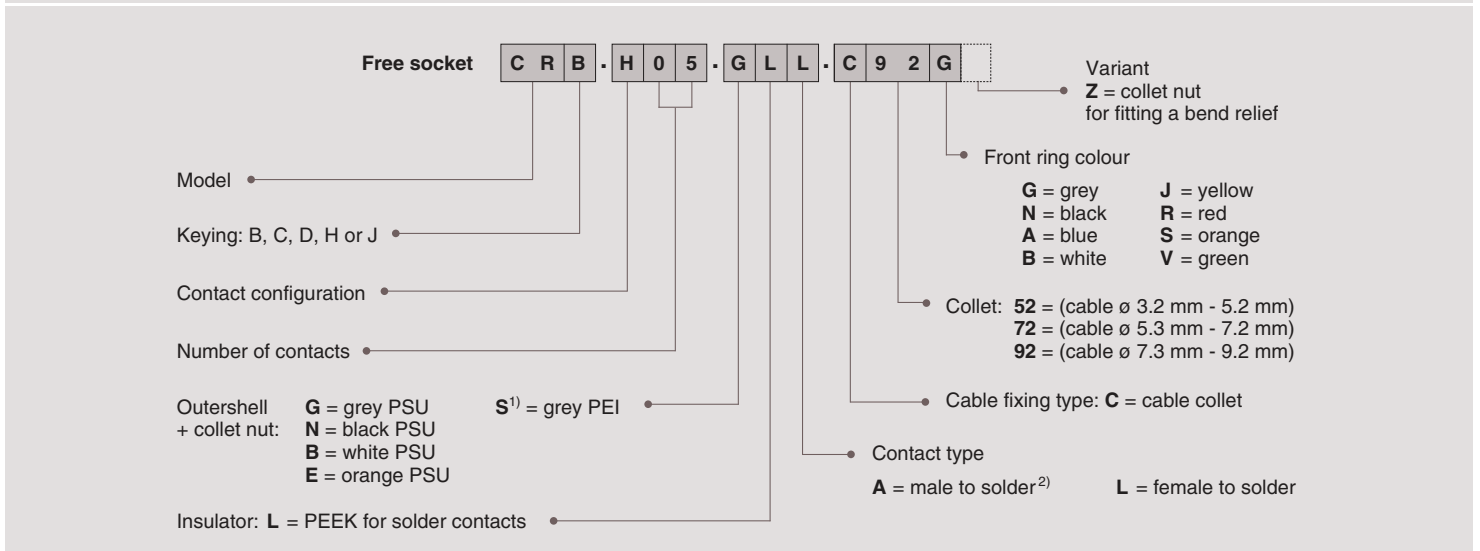 Free socket C R B . H 0 5 . G L L . C 9 2 G
Variant
Z = collet nut
for fitting a bend relief
Front ring colour
G = grey J = yellow
N = black R = red
A = blue S = orange
B = white V = green
Model
Keying: B, C, D, H or J
Contact configuration
Collet: 52 = (cable ø 3.2 mm - 5.2 mm)
72 = (cable ø 5.3 mm - 7.2 mm)
92 = (cable ø 7.3 mm - 9.2 mm)
Number of contacts
Cable fixing type: C = cable collet
Outershell G = grey PSU S1) = grey PEI
+ collet nut: N = black PSU
B = white PSU
E = orange PSU
Contact type
A = male to solder2) L = female to solder
Insulator: L = PEEK for solder contacts